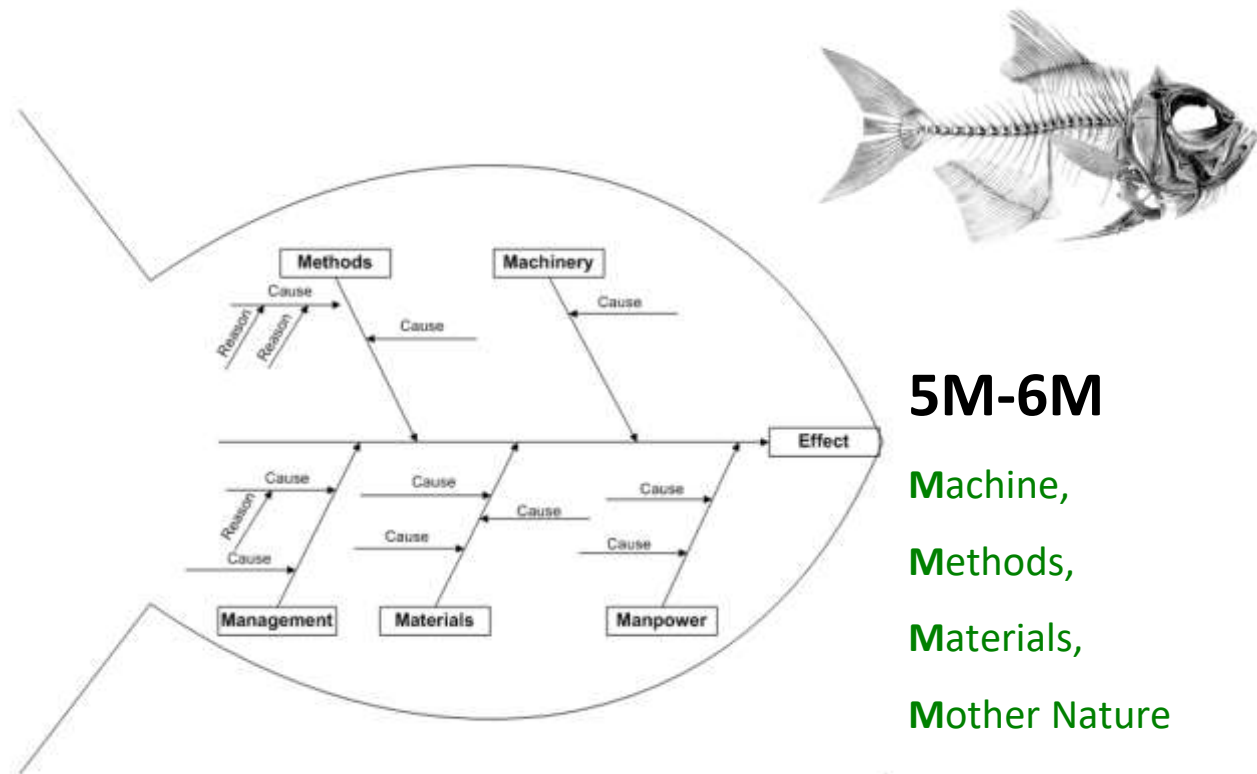 Methods
Machinery
Cause
Reason
Reason
Cause
Cause
5M-6M
Effect
Machine,
Cause
Reason
Cause
Cause
Cause
Cause
Cause
Cause
Methods,
Management
Materials
Manpower
Materials,
Mother Nature